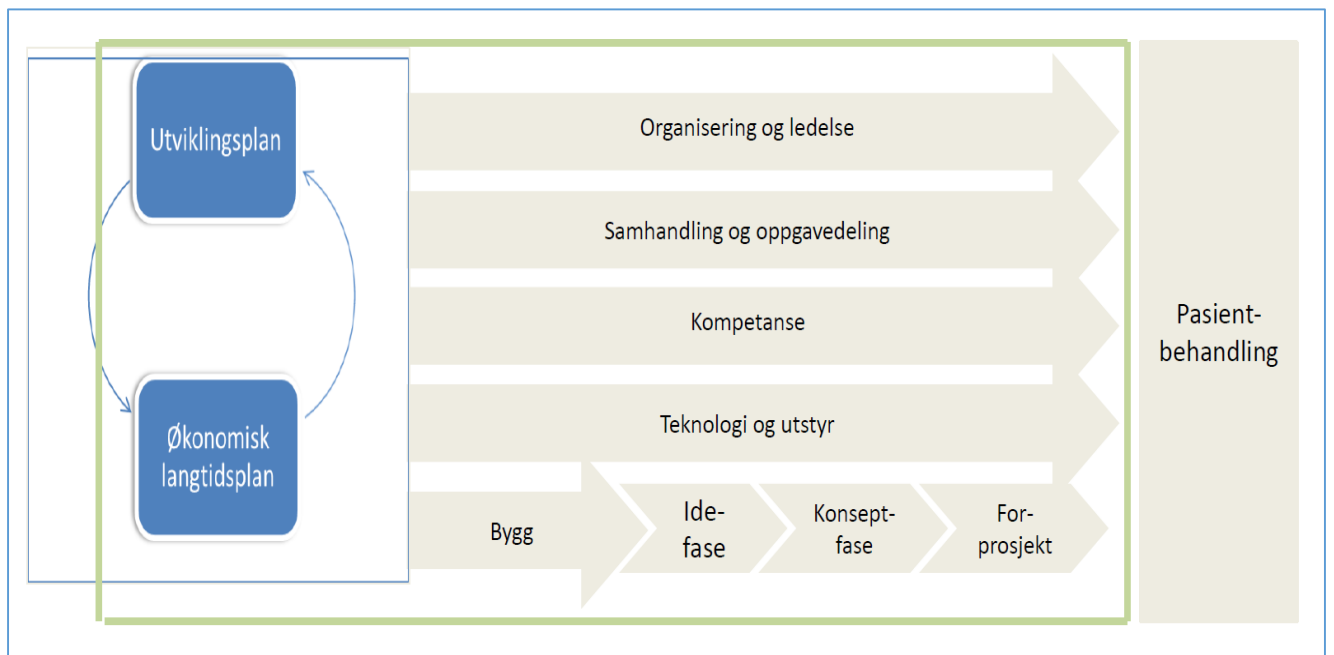 Utviklingsplan
Økonomisk
langtidsplan
Organisering og ledelse
Samhandling og oppgavedeling
Kompetanse
Teknologi og utstyr
Bygg
Ide-
fase
Konsept-
fase
For-
prosjekt
Pasient-
behandling